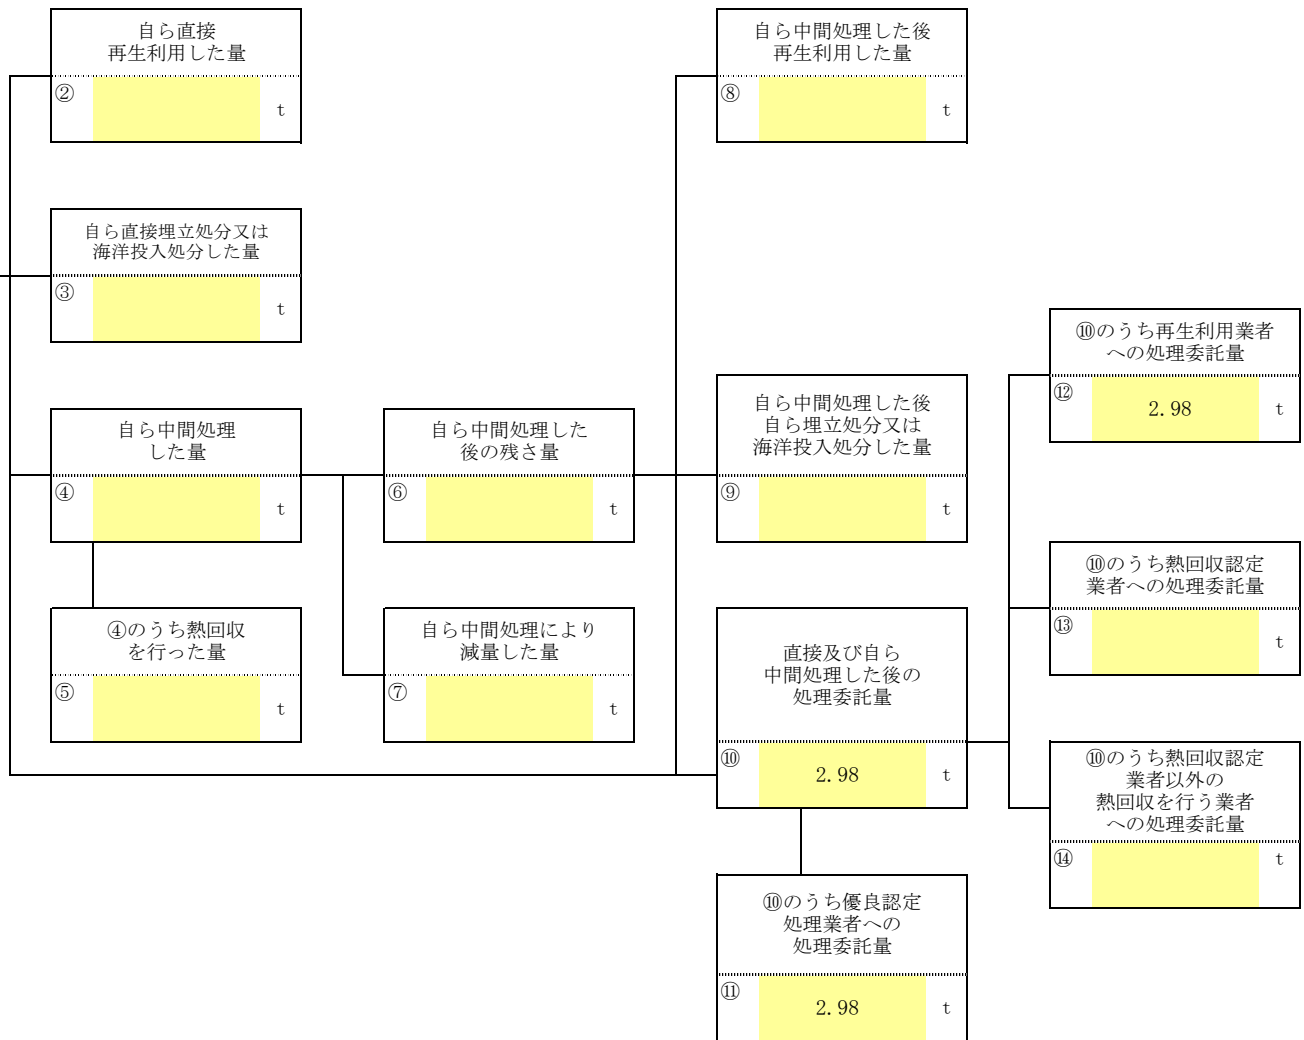 自ら直接
再生利用した量
②
t
自ら直接埋立処分又は
海洋投入処分した量
③
t
自ら中間処理
した量
④
t
④のうち熱回収
を行った量
⑤
t
自ら中間処理した
後の残さ量
⑥
t
自ら中間処理により
減量した量
⑦
t
自ら中間処理した後
再生利用した量
⑧
t
自ら中間処理した後
自ら埋立処分又は
海洋投入処分した量
⑨
t
直接及び自ら
中間処理した後の
処理委託量
⑩ 2.98 t
⑩のうち優良認定
処理業者への
処理委託量
⑪ 2.98 t
⑩のうち再生利用業者
への処理委託量
⑫ 2.98 t
⑩のうち熱回収認定
業者への処理委託量
⑬
t
⑩のうち熱回収認定
業者以外の
熱回収を行う業者
への処理委託量
⑭
t